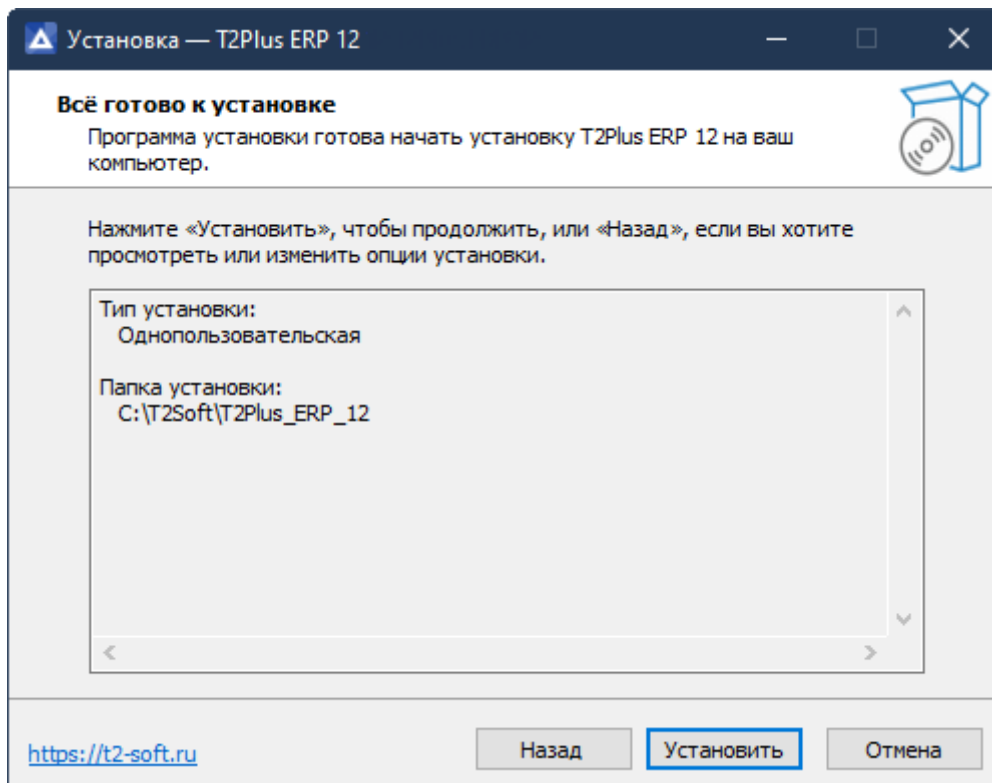 Установка — T2Plus ERP 12
Всё готово к установке
Программа установки готова начать установку T2Plus ERP 12 на ваш
компьютер.
Нажмите «Установить», чтобы продолжить, или «Назад», если вы хотите
просмотреть или изменить опции установки.
Тип установки:
Однопользовательская
Папка установки:
C:\T2Soft\T2Plus_ERP_12
https://t2-soft.ru
Назад
Установить
Отмена